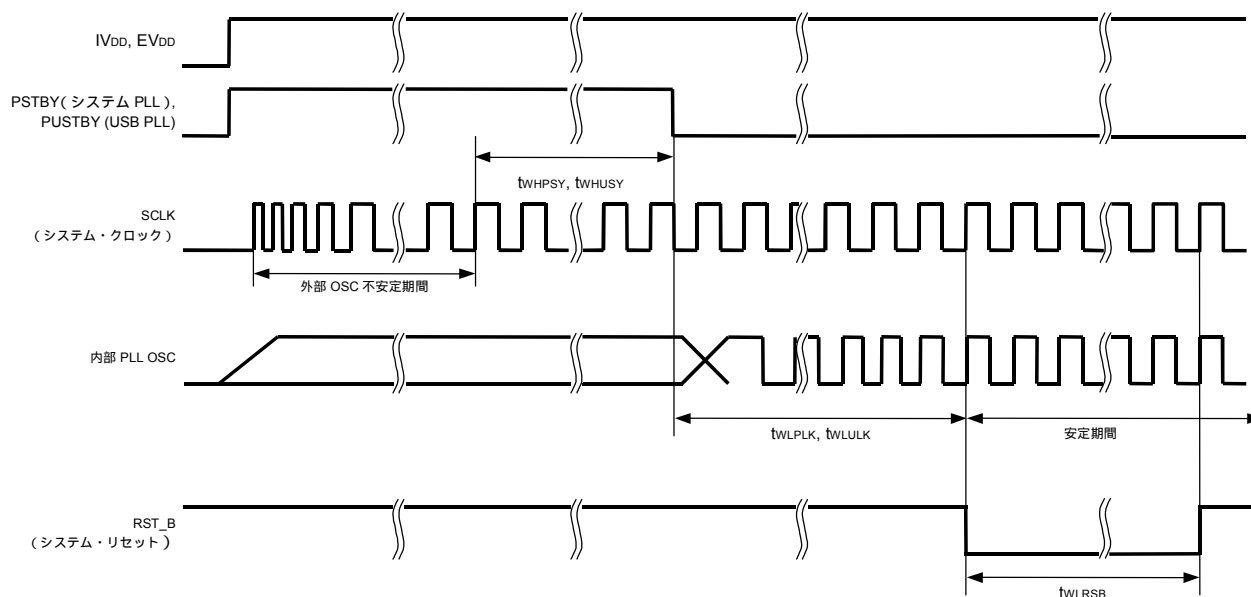 IVDD, EVDD
PSTBY(システム PLL),
PUSTBY (USB PLL)
tWHPSY, tWHUSY
SCLK
(システム・クロック)
外部 OSC 不安定期間
内部 PLL OSC
tWLPLK, tWLULK
安定期間
RST_B
(システム・リセット)
tWLRSB